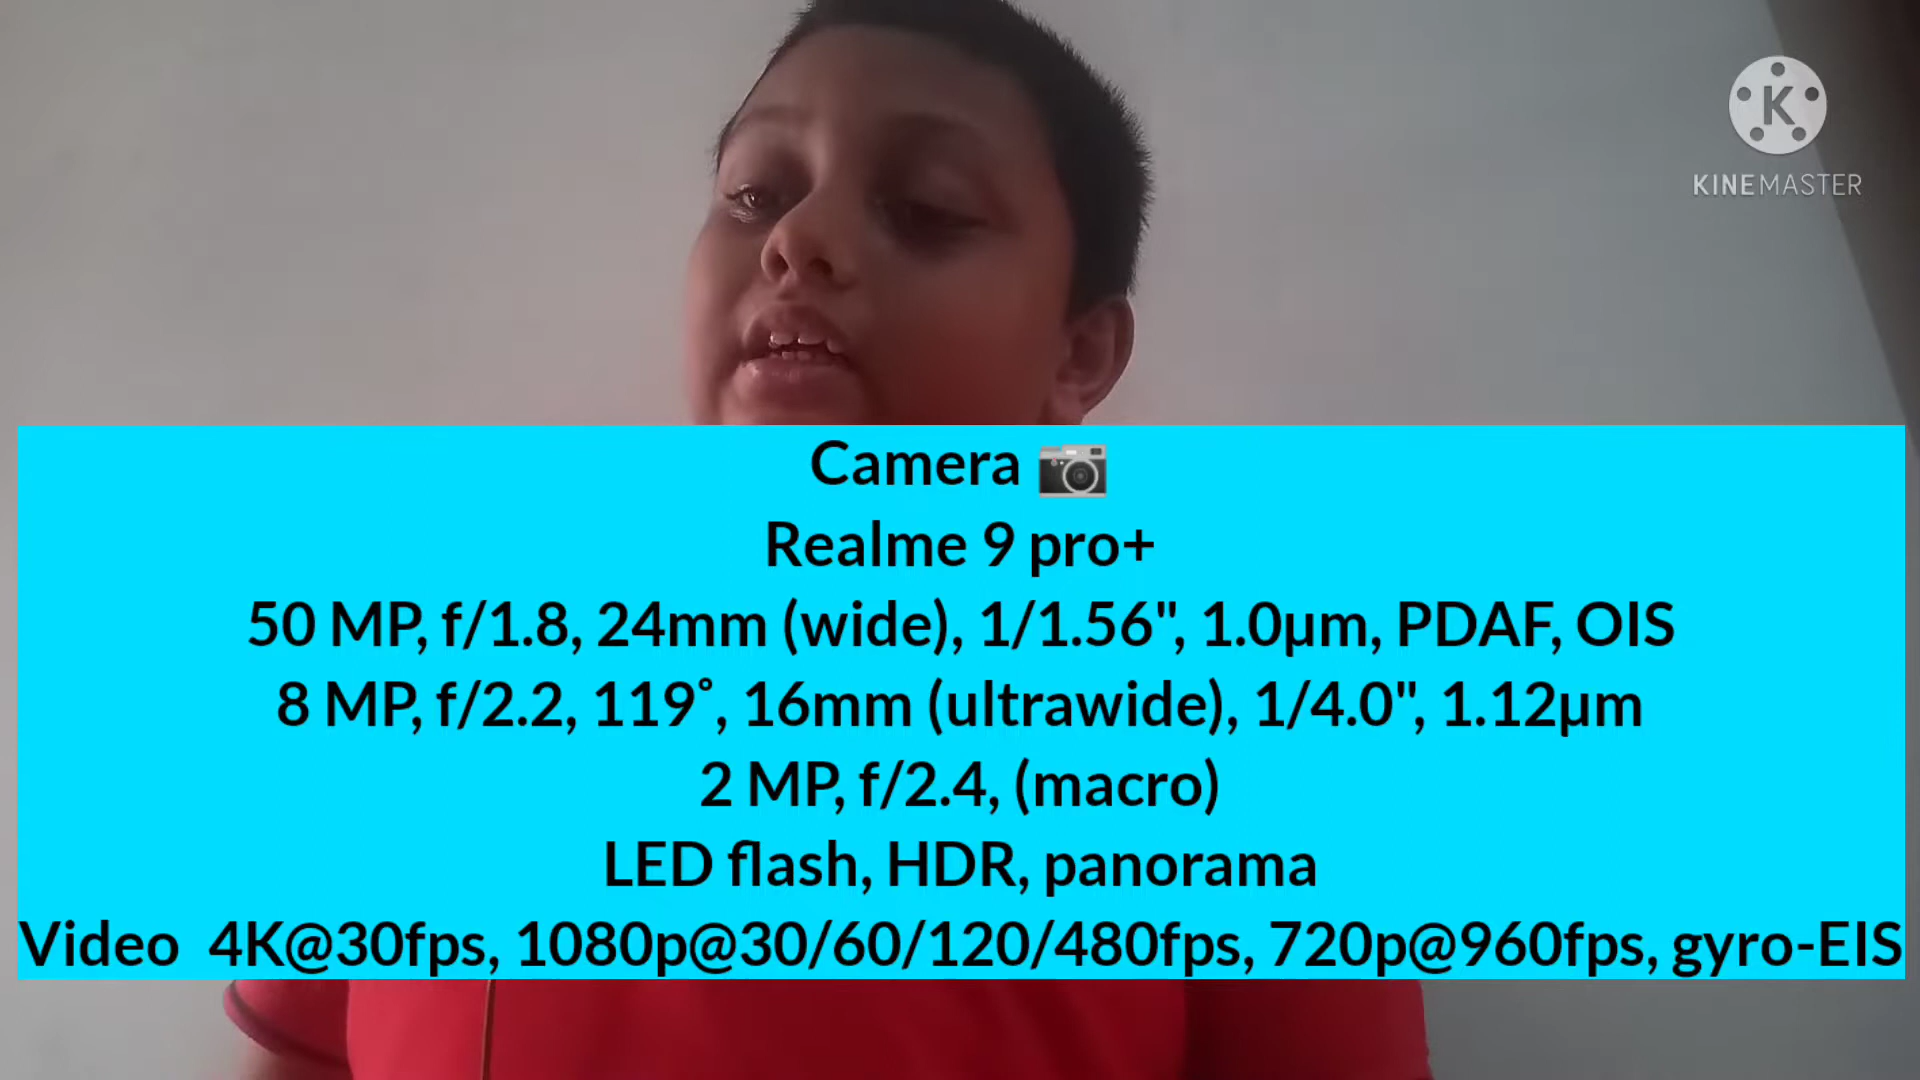 K
KINEMASTER
Camera 📷
Realme 9 pro+
50 MP, f/1.8, 24mm (wide), 1/1.56", 1.0µm, PDAF, OIS
8 MP, f/2.2, 119˚, 16mm (ultrawide), 1/4.0", 1.12µm
2 MP, f/2.4, (macro)
LED flash, HDR, panorama
Video  4K@30fps, 1080p@30/60/120/480fps, 720p@960fps, gyro-EIS